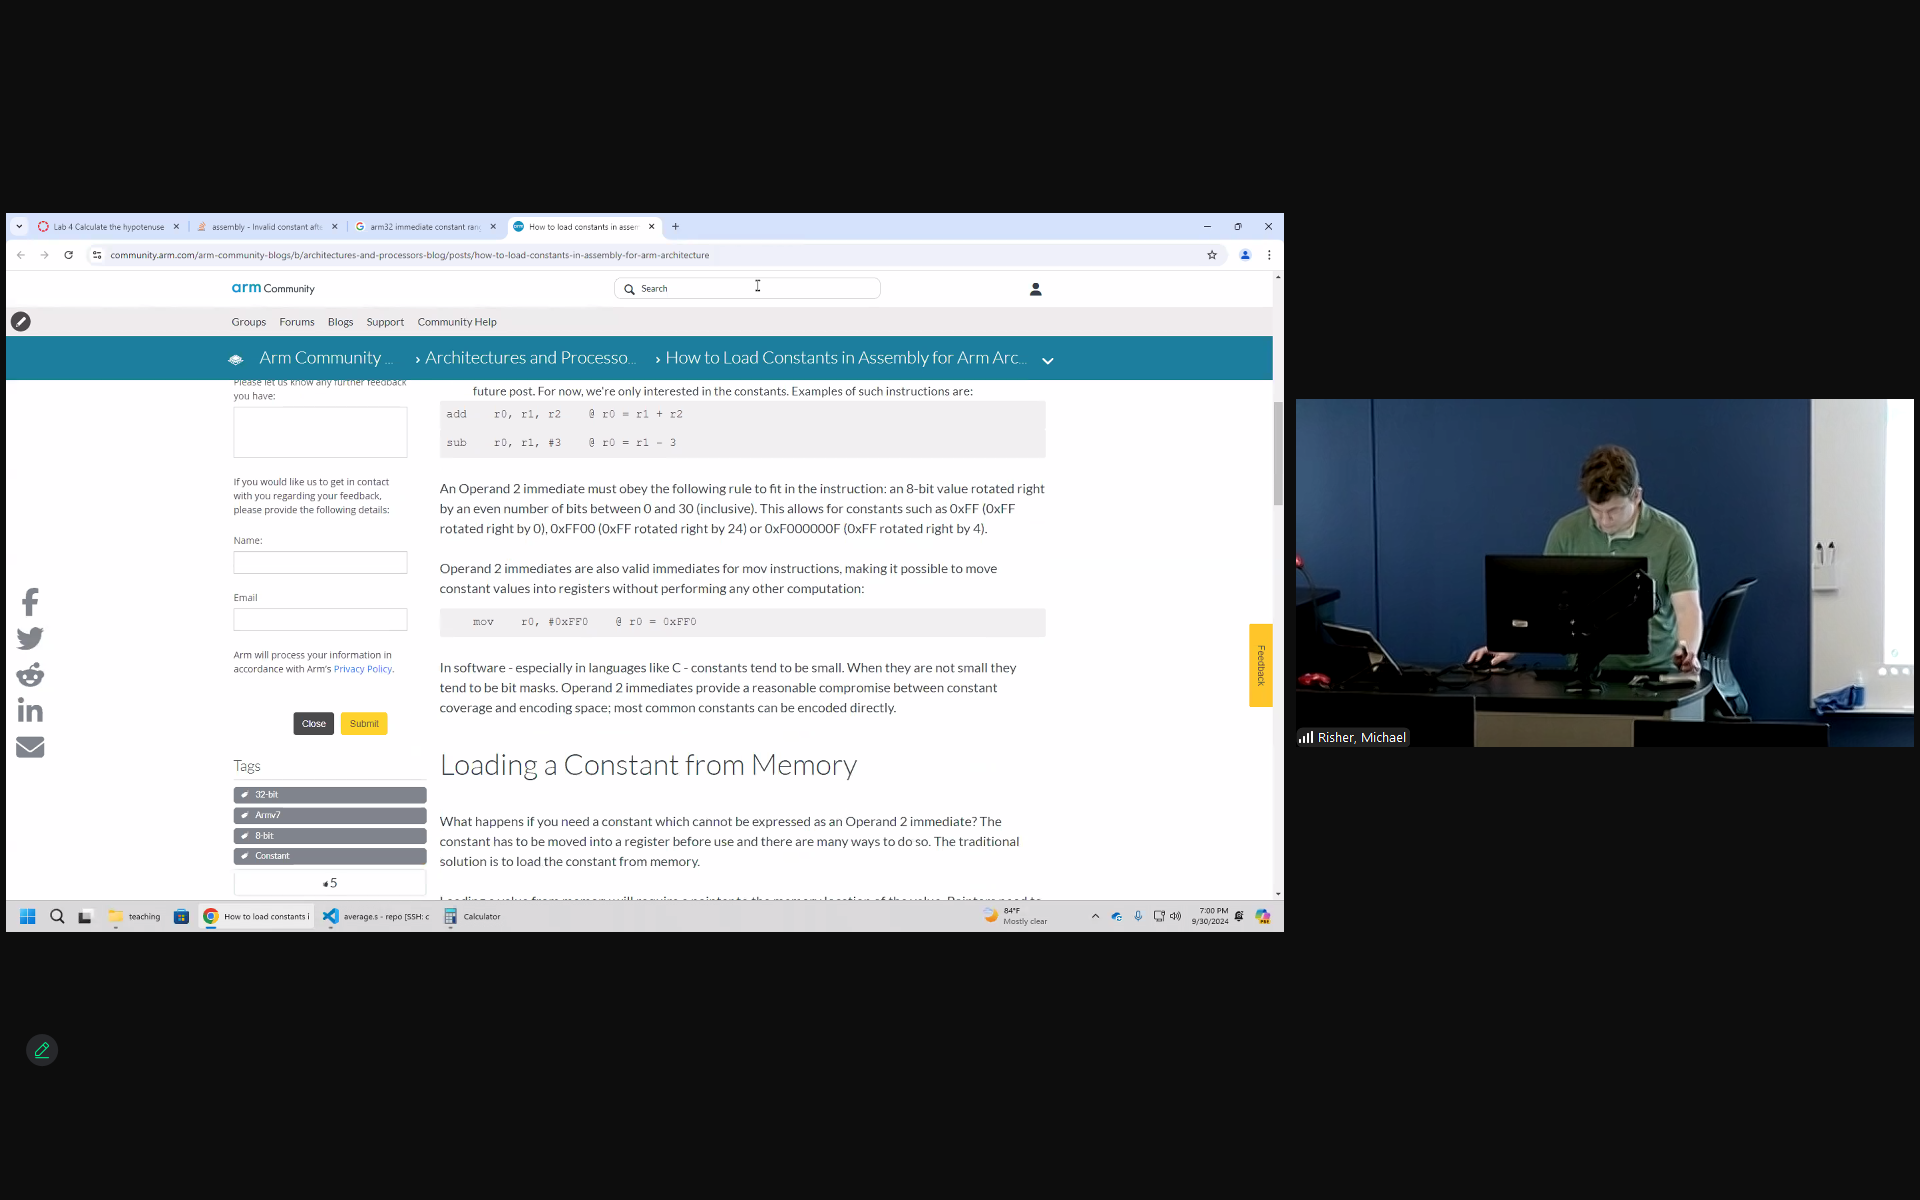 Lab 4 Calculate the hypotenuse
assembly - Invalid constant aft
arm32 immediate constant ran
How to load constants in assem
community.arm.com/arm-community-blogs/b/architectures-and-processors-blog/posts/how-to-load-constants-in-assembly-for-arm-architecture
arm Community
Search
Groups Forums Blogs Support Community Help
Arm Community ... › Architectures and Processo... › How to Load Constants in Assembly for Arm Arc...
Please let us know any further feedback
you have:
If you would like us to get in contact
with you regarding your feedback,
please provide the following details:
Name:
Email
Arm will process your information in
accordance with Arm's Privacy Policy.
Close Submit
Tags
32-bit
Armv7
8-bit
Constant
5
future post. For now, we're only interested in the constants. Examples of such instructions are:
add r0, r1, r2 @ r0 = r1 + r2
sub r0, r1, #3 @ r0 = r1 - 3
An Operand 2 immediate must obey the following rule to fit in the instruction: an 8-bit value rotated right
by an even number of bits between 0 and 30 (inclusive). This allows for constants such as 0xFF (0xFF
rotated right by 0), 0xFF00 (0xFF rotated right by 24) or 0xF000000F (0xFF rotated right by 4).
Operand 2 immediates are also valid immediates for mov instructions, making it possible to move
constant values into registers without performing any other computation:
mov r0, #0xFF0 @ r0 = 0xFF0
In software - especially in languages like C - constants tend to be small. When they are not small they
tend to be bit masks. Operand 2 immediates provide a reasonable compromise between constant
coverage and encoding space; most common constants can be encoded directly.
Loading a Constant from Memory
What happens if you need a constant which cannot be expressed as an Operand 2 immediate? The
constant has to be moved into a register before use and there are many ways to do so. The traditional
solution is to load the constant from memory.
Feedback
teaching
How to load constants i
average.s - repo [SSH: c
Calculator
84°F
Mostly clear
7:00 PM
9/30/2024
Risher, Michael